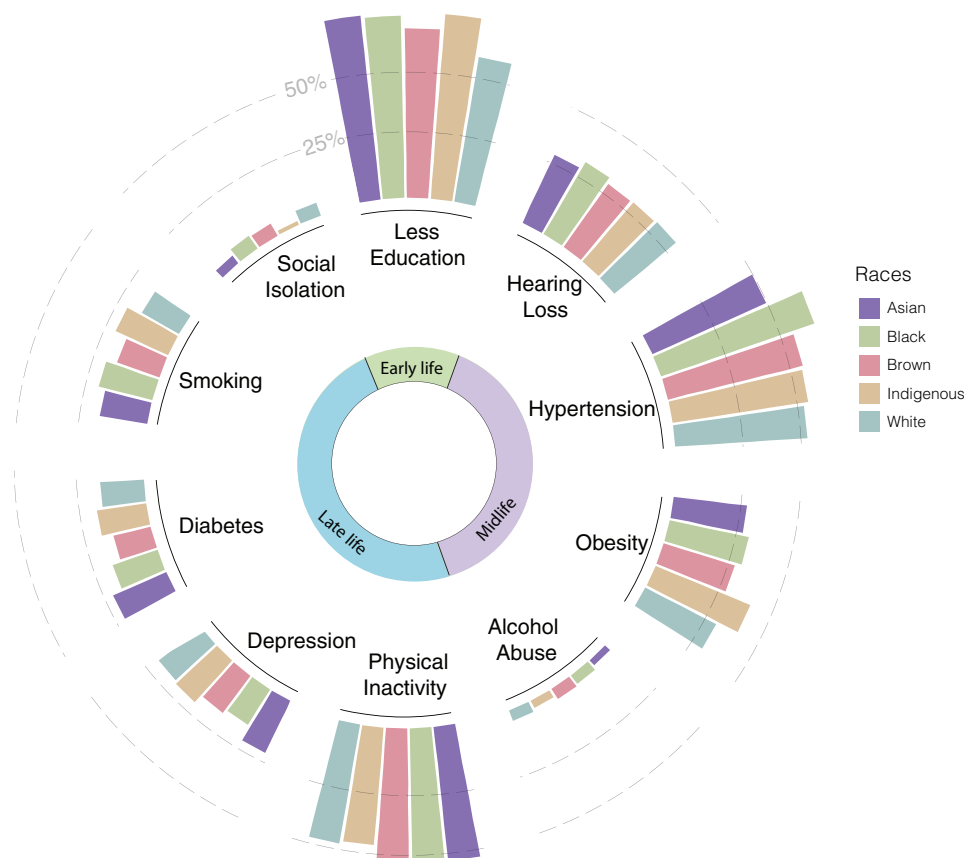 50%
25%
Less
Education
Social
Isolation
Hearing
Loss
Races
Asian
Black
Brown
Indigenous
White
Smoking
Early life
Hypertension
Midlife
Late life
Diabetes
Obesity
Alcohol
Abuse
Depression
Physical
Inactivity